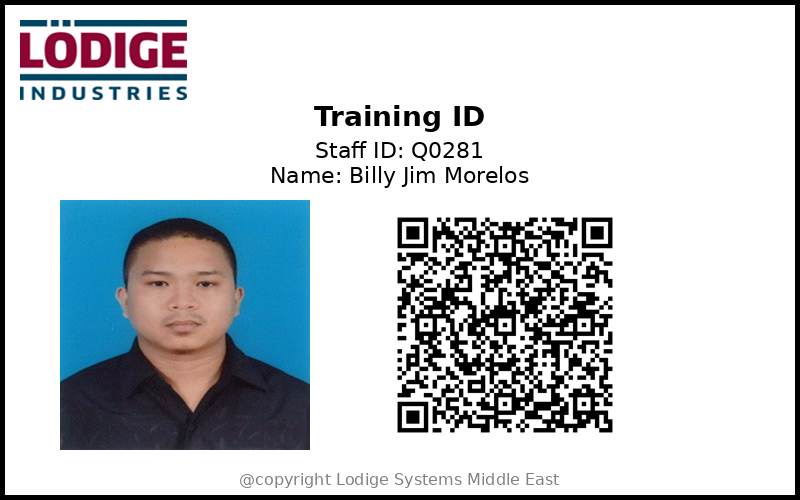 LÖDIGE
INDUSTRIES
Training ID
Staff ID: Q0281
Name: Billy Jim Morelos
@copyright Lodige Systems Middle East